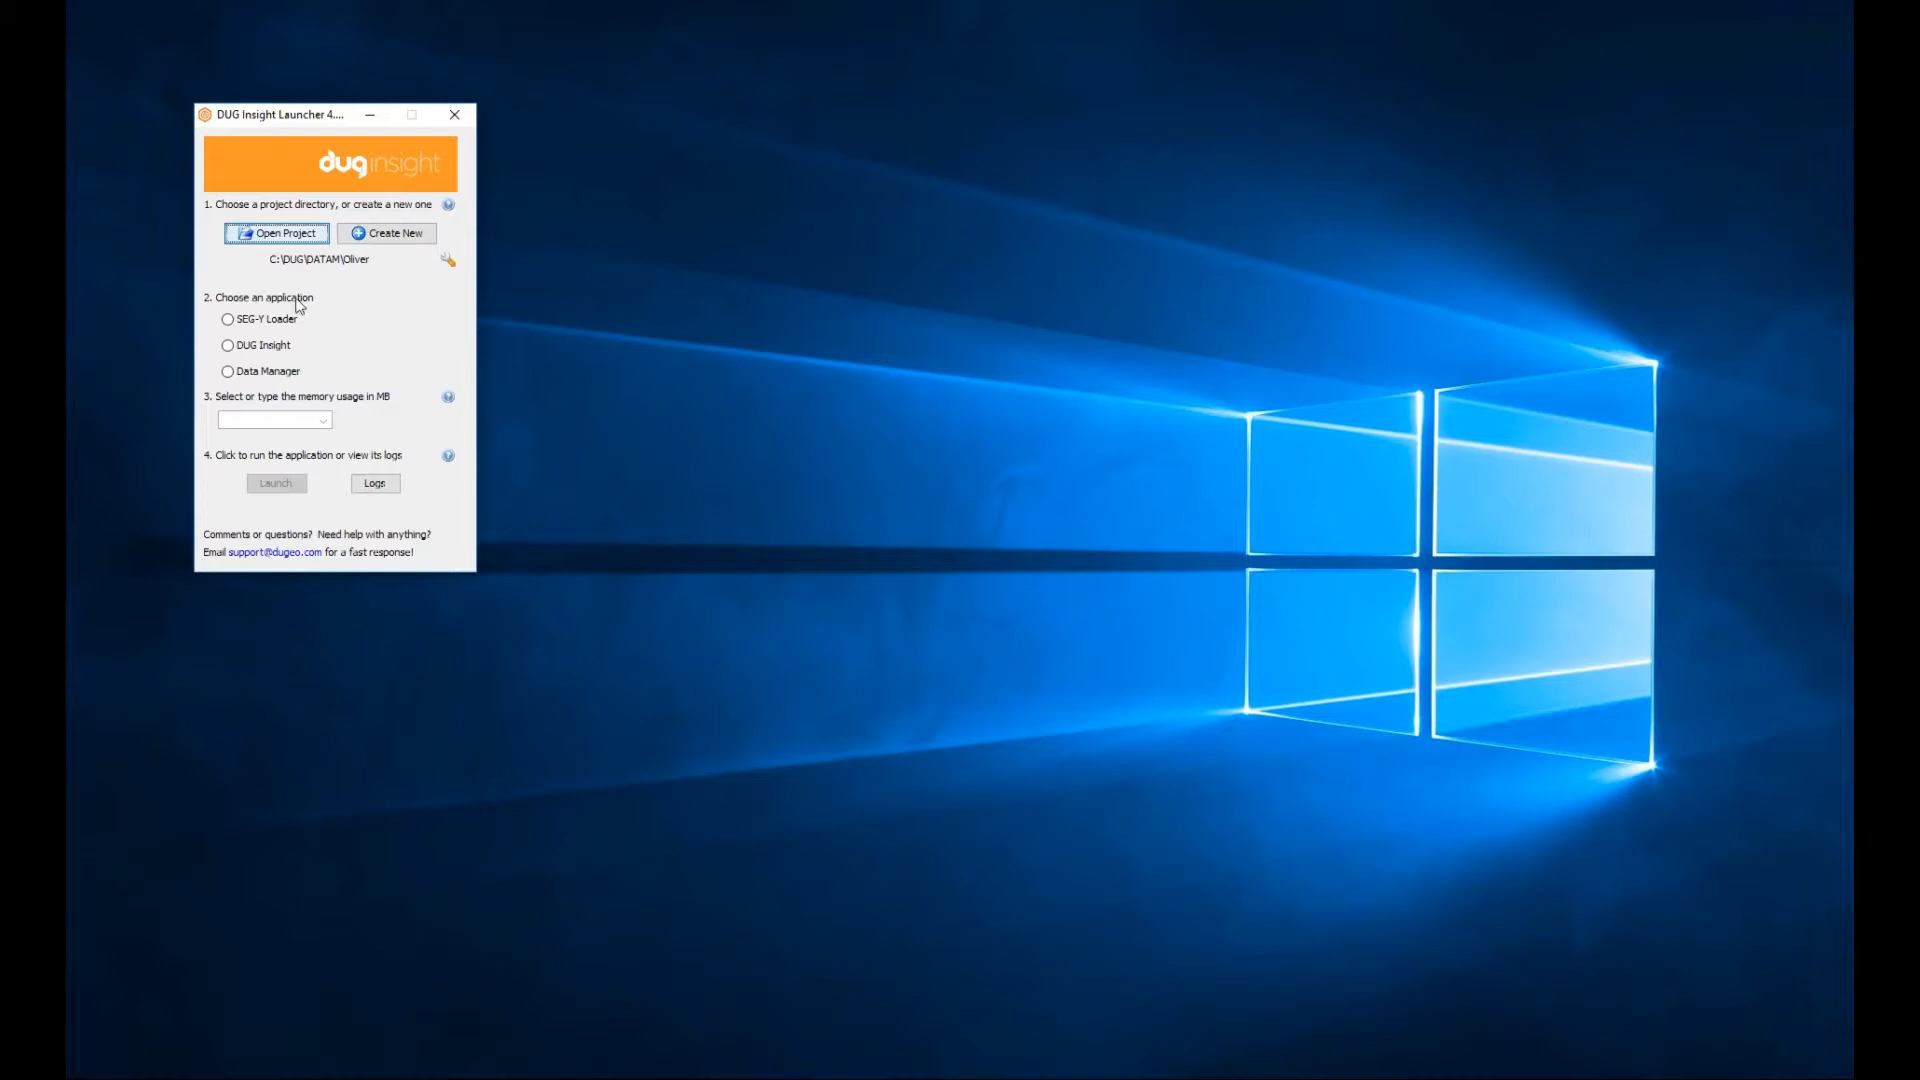 DUG Insight Launcher 4....
duginsight
1. Choose a project directory, or create a new one
Open Project
Create New
C:\DUG\DATAM\Oliver
2. Choose an application
SEG-Y Loader
DUG Insight
Data Manager
3. Select or type the memory usage in MB
4. Click to run the application or view its logs
Launch
Logs
Comments or questions? Need help with anything?
Email support@dugeo.com for a fast response!